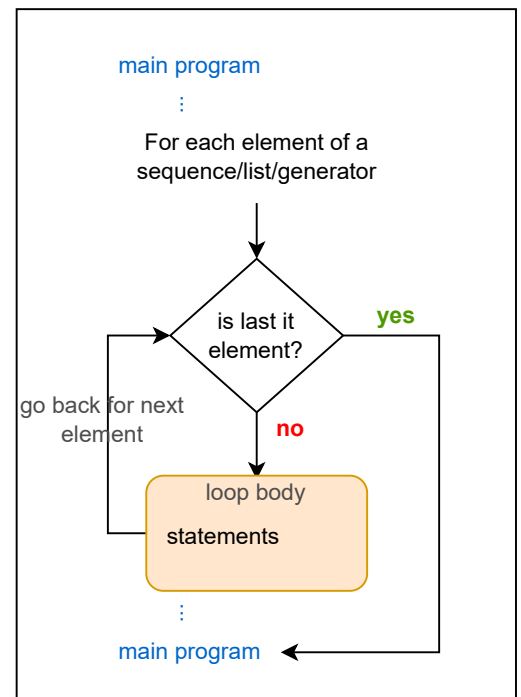 main program
⋮
For each element of a
sequence/list/generator
is last it
element?
yes
no
go back for next
element
loop body
statements
⋮
main program